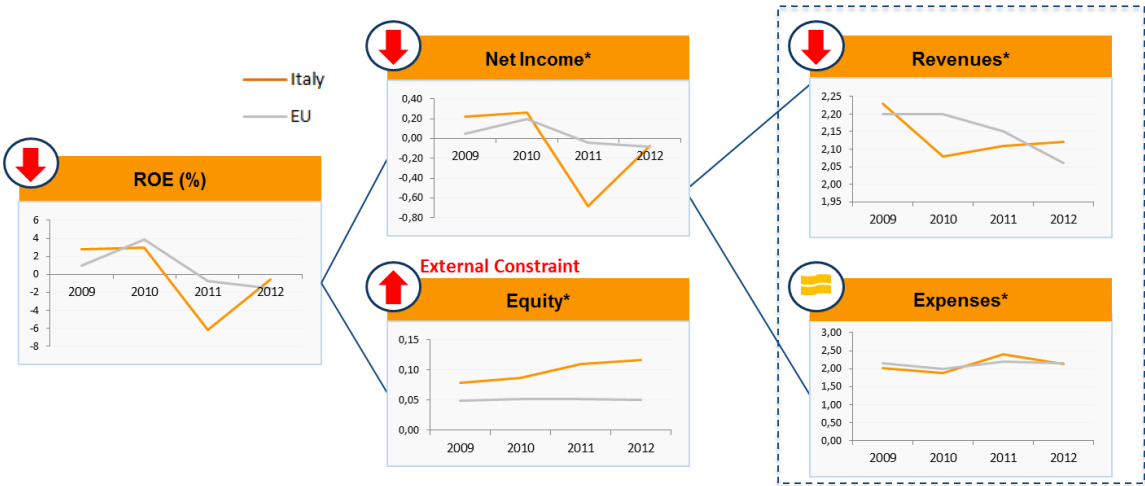 Italy
EU
ROE (%)
6
4
2
0
-2
-4
-6
-8
2009 2010 2011 2012
Net Income*
0,40
0,20
0,00
-0,20
-0,40
-0,60
-0,80
2009 2010 2011 2012
External Constraint
Equity*
0,15
0,10
0,05
0,00
2009 2010 2011 2012
Revenues*
2,25
2,20
2,15
2,10
2,05
2,00
1,95
2009 2010 2011 2012
Expenses*
3,00
2,50
2,00
1,50
1,00
0,50
0,00
2009 2010 2011 2012